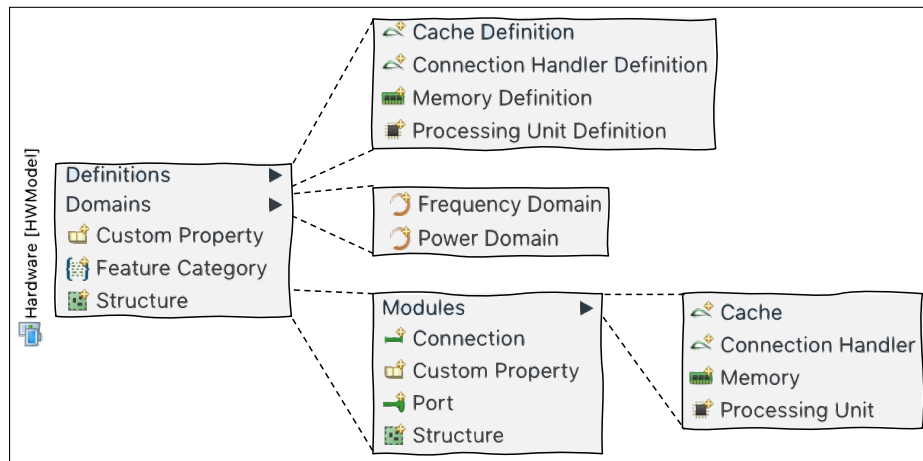 Hardware [HWModel]
Definitions
Domains
Custom Property
Feature Category
Structure
Cache Definition
Connection Handler Definition
Memory Definition
Processing Unit Definition
Frequency Domain
Power Domain
Modules
Connection
Custom Property
Port
Structure
Cache
Connection Handler
Memory
Processing Unit